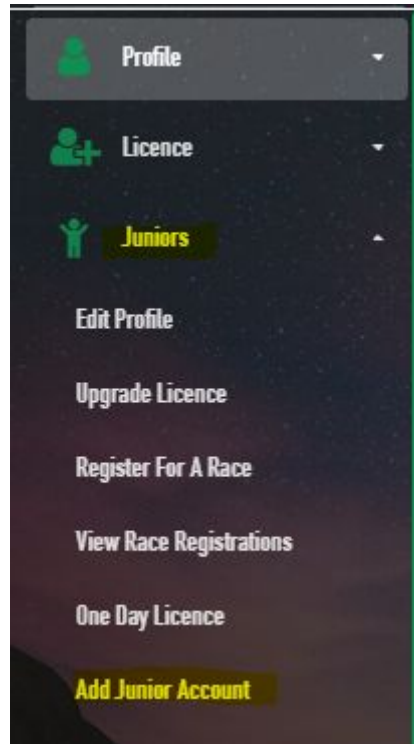 Profile
Licence
Juniors
Edit Profile
Upgrade Licence
Register For A Race
View Race Registrations
One Day Licence
Add Junior Account